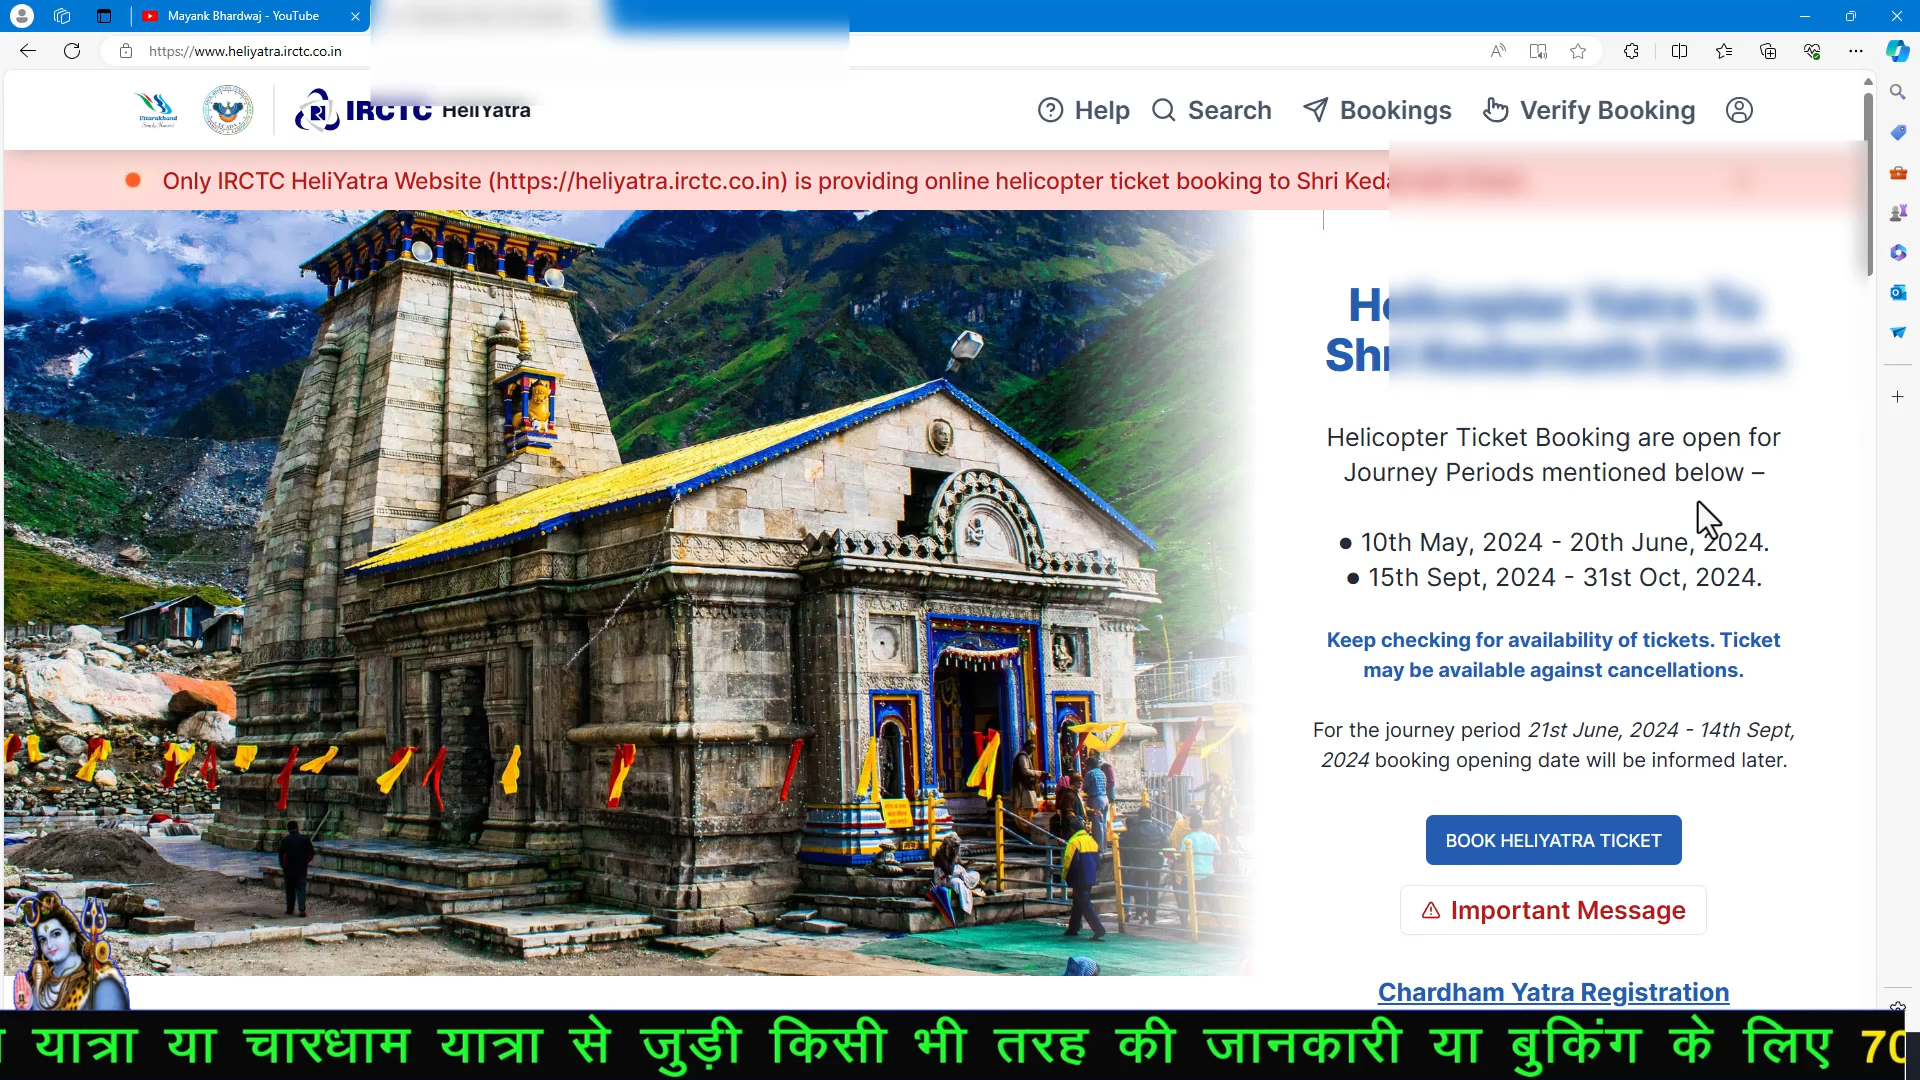 Mayank Bhardwaj - YouTube
https://www.heliyatra.irctc.co.in
IRCTC HeliYatra
Help
Search
Bookings
Verify Booking
Only IRCTC HeliYatra Website (https://heliyatra.irctc.co.in) is providing online helicopter ticket booking to Shri
Helicopter Ticket Booking are open for
Journey Periods mentioned below –
● 10th May, 2024 - 20th June, 2024.
● 15th Sept, 2024 - 31st Oct, 2024.
Keep checking for availability of tickets. Ticket
may be available against cancellations.
For the journey period 21st June, 2024 - 14th Sept,
2024 booking opening date will be informed later.
BOOK HELIYATRA TICKET
Important Message
Chardham Yatra Registration
यात्रा या चारधाम यात्रा से जुड़ी किसी भी तरह की जानकारी या बुकिंग के लिए 70